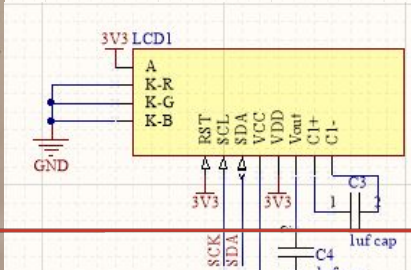 3V3 LCD1
A
K-R
K-G
K-B
GND
RST
SCL
SDA
VCC
VDD
Vout
C1+
C1-
3V3
3V3
C3
1
2
1uf cap
SCK
SDA
C4